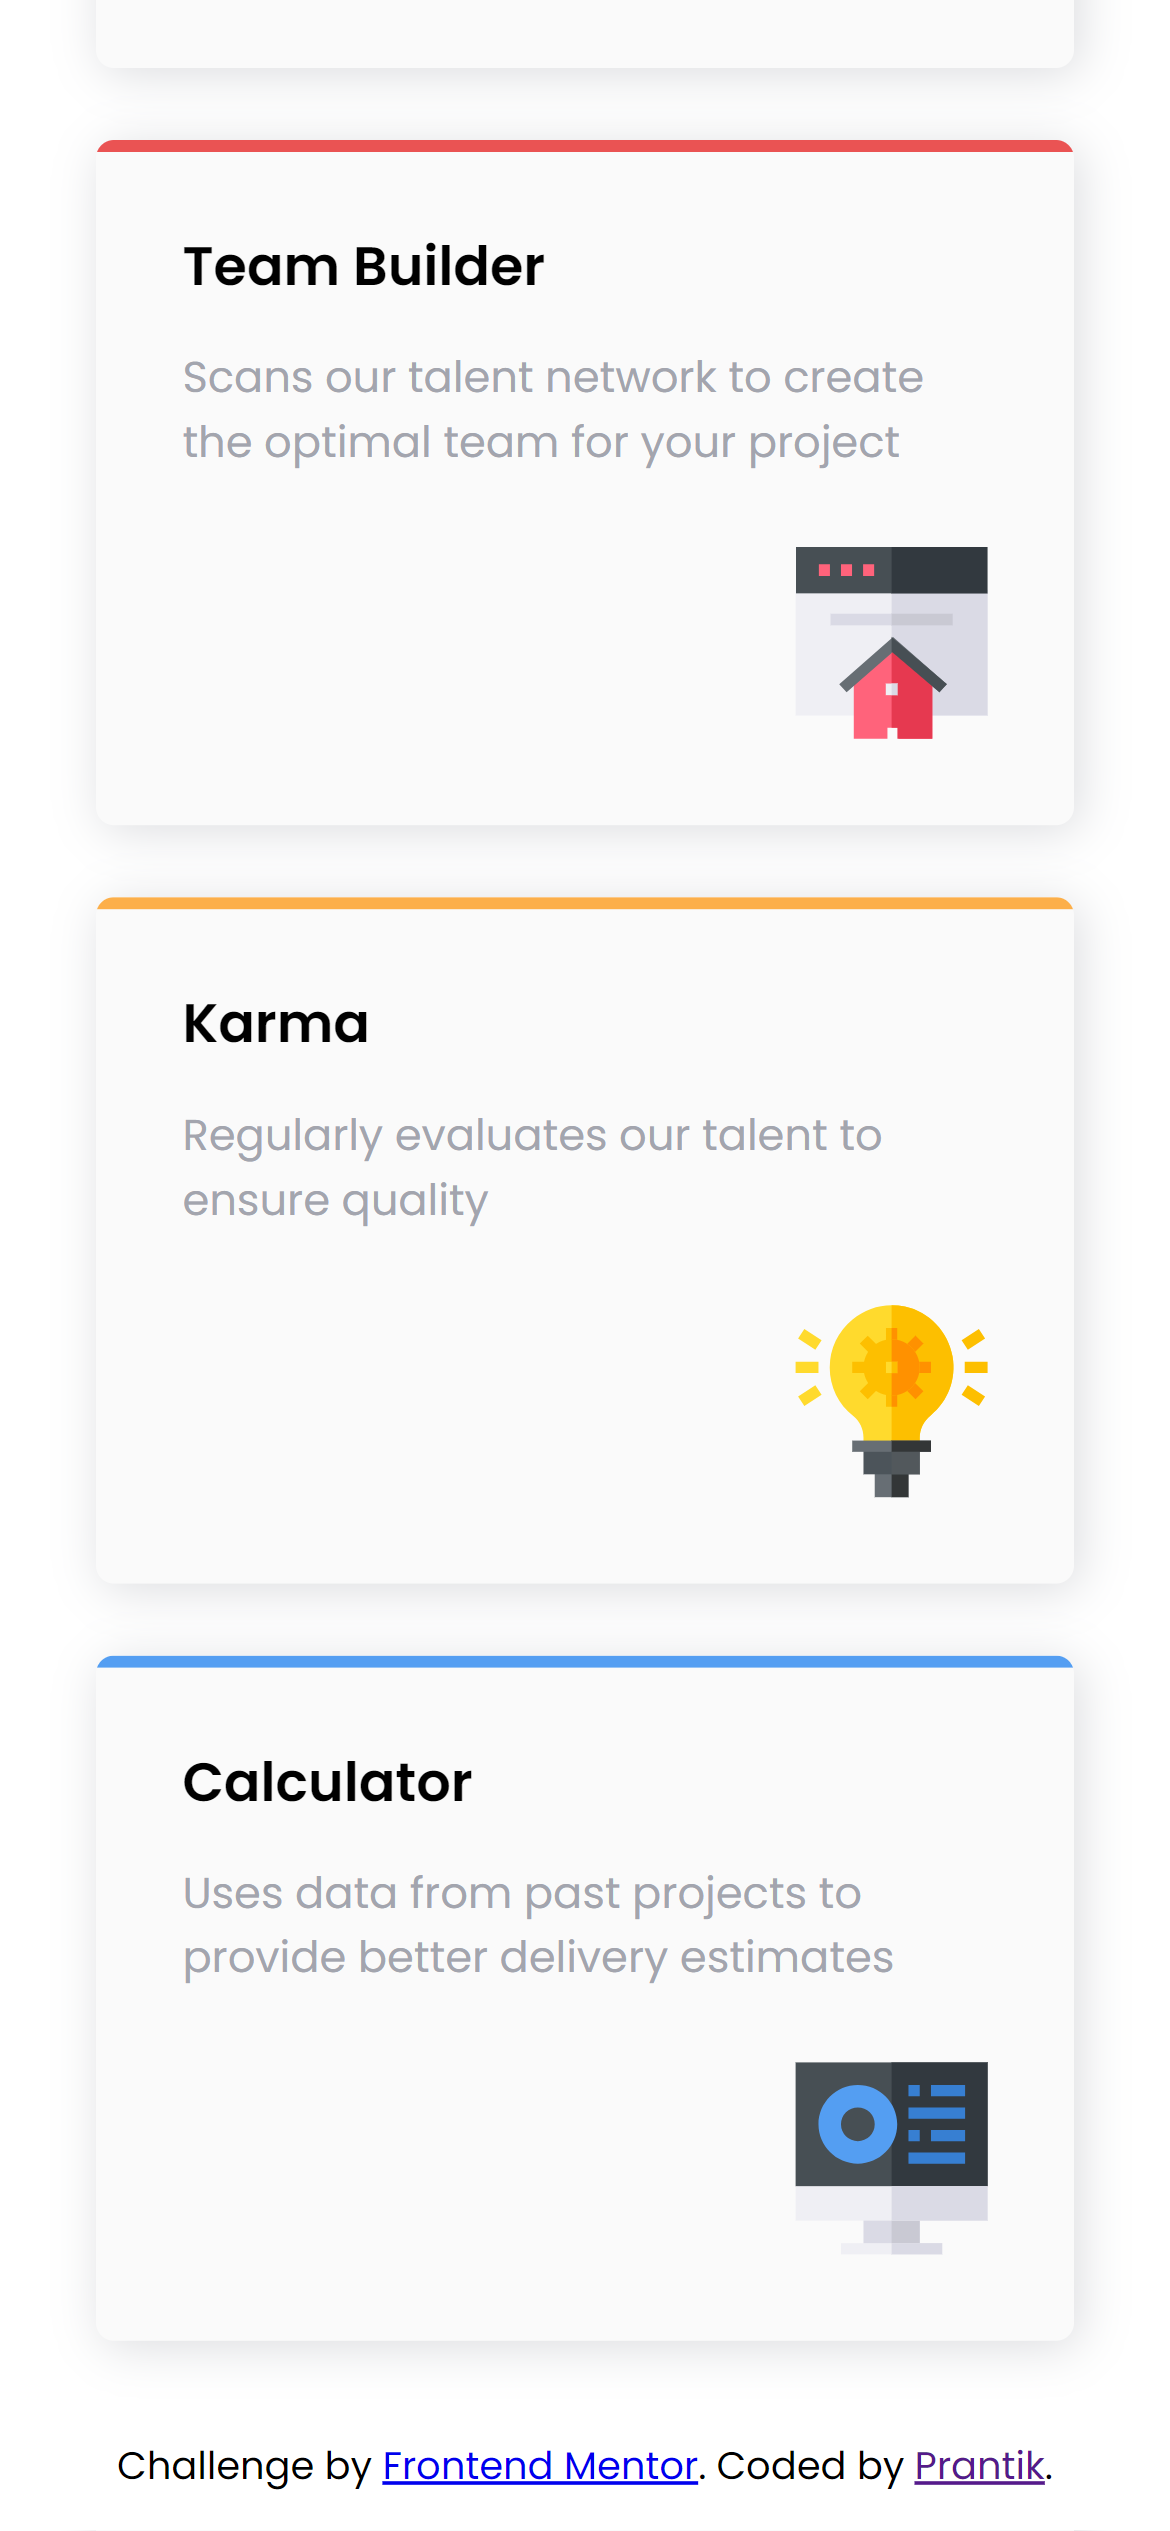 Team Builder
Scans our talent network to create
the optimal team for your project
Karma
Regularly evaluates our talent to
ensure quality
Calculator
Uses data from past projects to
provide better delivery estimates
Challenge by Frontend Mentor. Coded by Prantik.